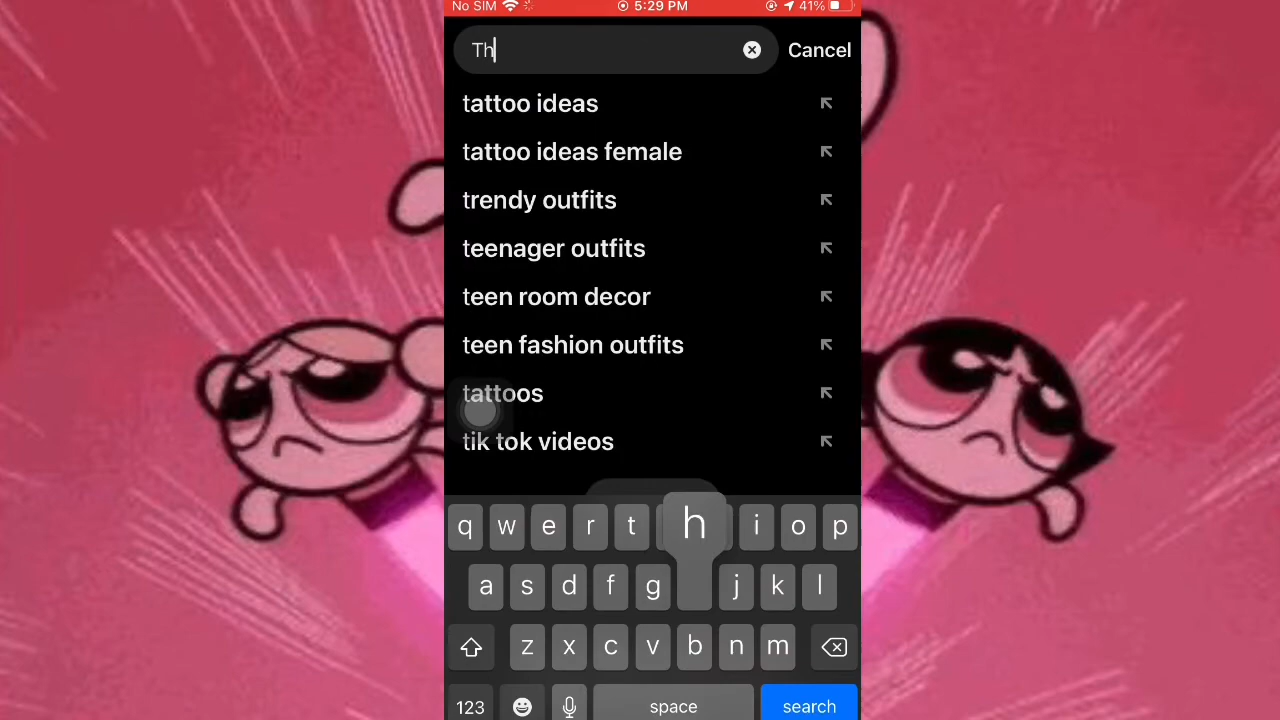 No SIM 5:29 PM 41%
Th Cancel
tattoo ideas
tattoo ideas female
trendy outfits
teenager outfits
teen room decor
teen fashion outfits
tattoos
tik tok videos
q w e r t h i o p
a s d f g j k l
z x c v b n m
123 space search